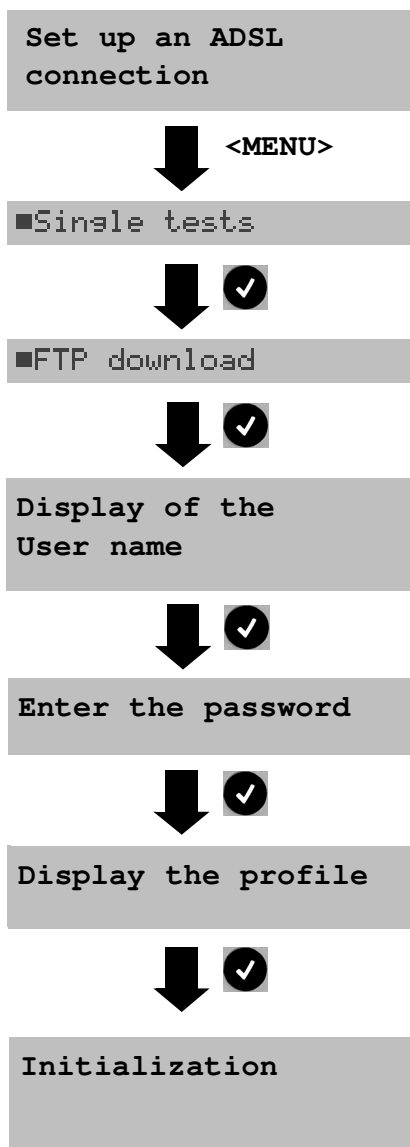 Set up an ADSL
connection
<MENU>
■Single tests
■FTP download
Display of the
User name
Enter the password
Display the profile
Initialization